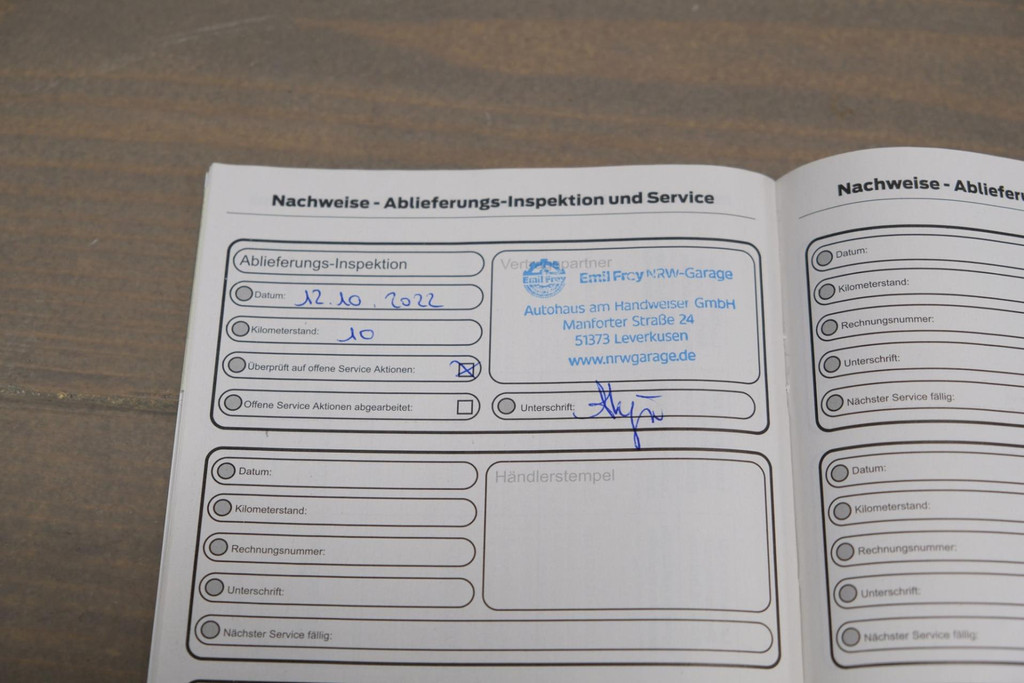 Nachweise - Ablieferungs-Inspektion und Service
Ablieferungs-Inspektion
Datum: 12.10.2022
Kilometerstand: 10
Überprüft auf offene Service Aktionen:
Offene Service Aktionen abgearbeitet:
Emil Frey
Emil Frey NRW-Garage
Autohaus am Handweiser GmbH
Manforter Straße 24
51373 Leverkusen
www.nrwgarage.de
Unterschrift:
Datum:
Kilometerstand:
Rechnungsnummer:
Unterschrift:
Nächster Service fällig:
Händlerstempel
Nachweise - Ablieferu
Datum:
Kilometerstand:
Rechnungsnummer:
Unterschrift:
Nächster Service fällig:
Datum:
Kilometerstand:
Rechnungsnummer:
Unterschrift:
Nächster Service fällig: